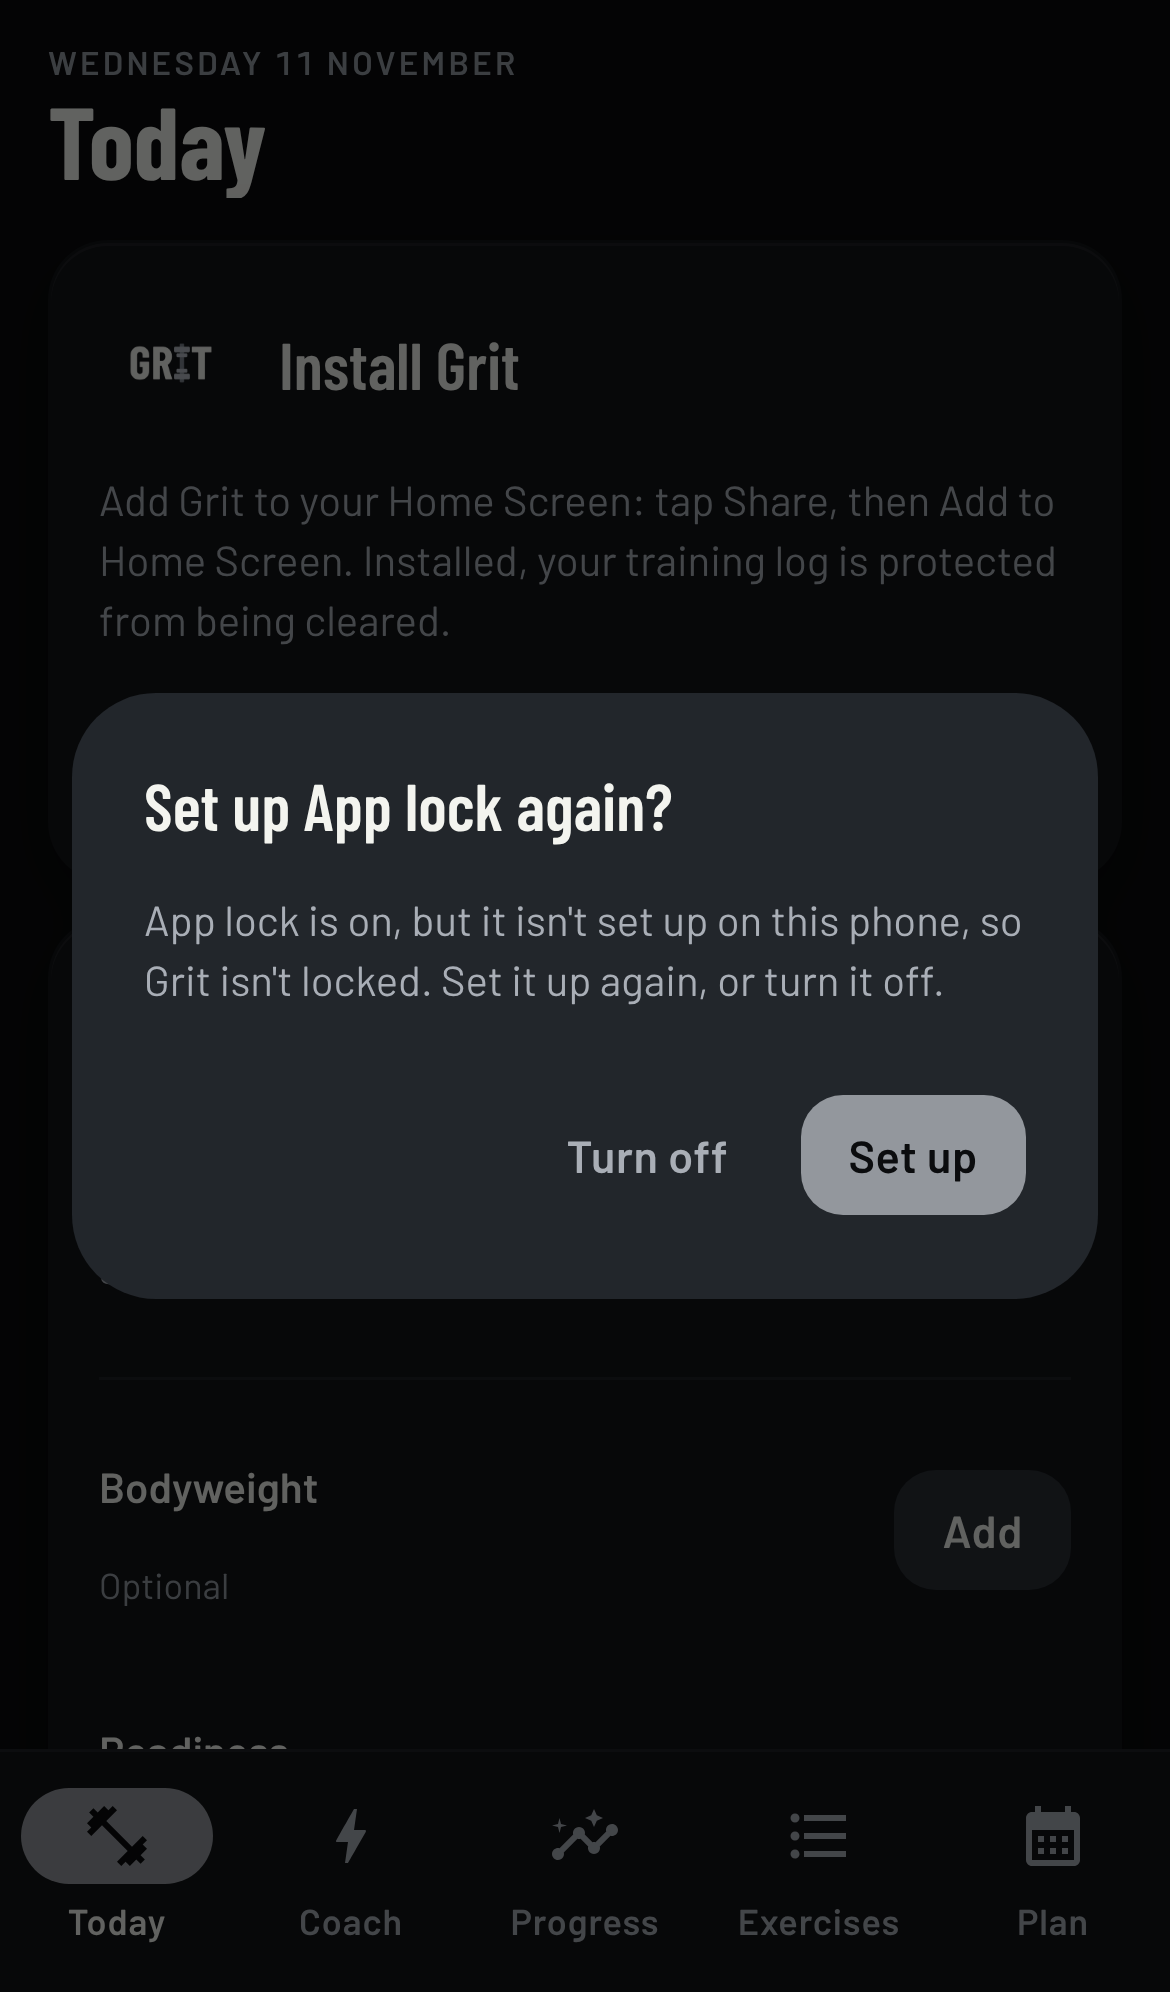 WEDNESDAY 11 NOVEMBER
Today
GRIT
Install Grit
Add Grit to your Home Screen: tap Share, then Add to
Home Screen. Installed, your training log is protected
from being cleared.
Set up App lock again?
App lock is on, but it isn't set up on this phone, so
Grit isn't locked. Set it up again, or turn it off.
Turn off
Set up
Bodyweight
Add
Optional
Readiness
Today
Coach
Progress
Exercises
Plan